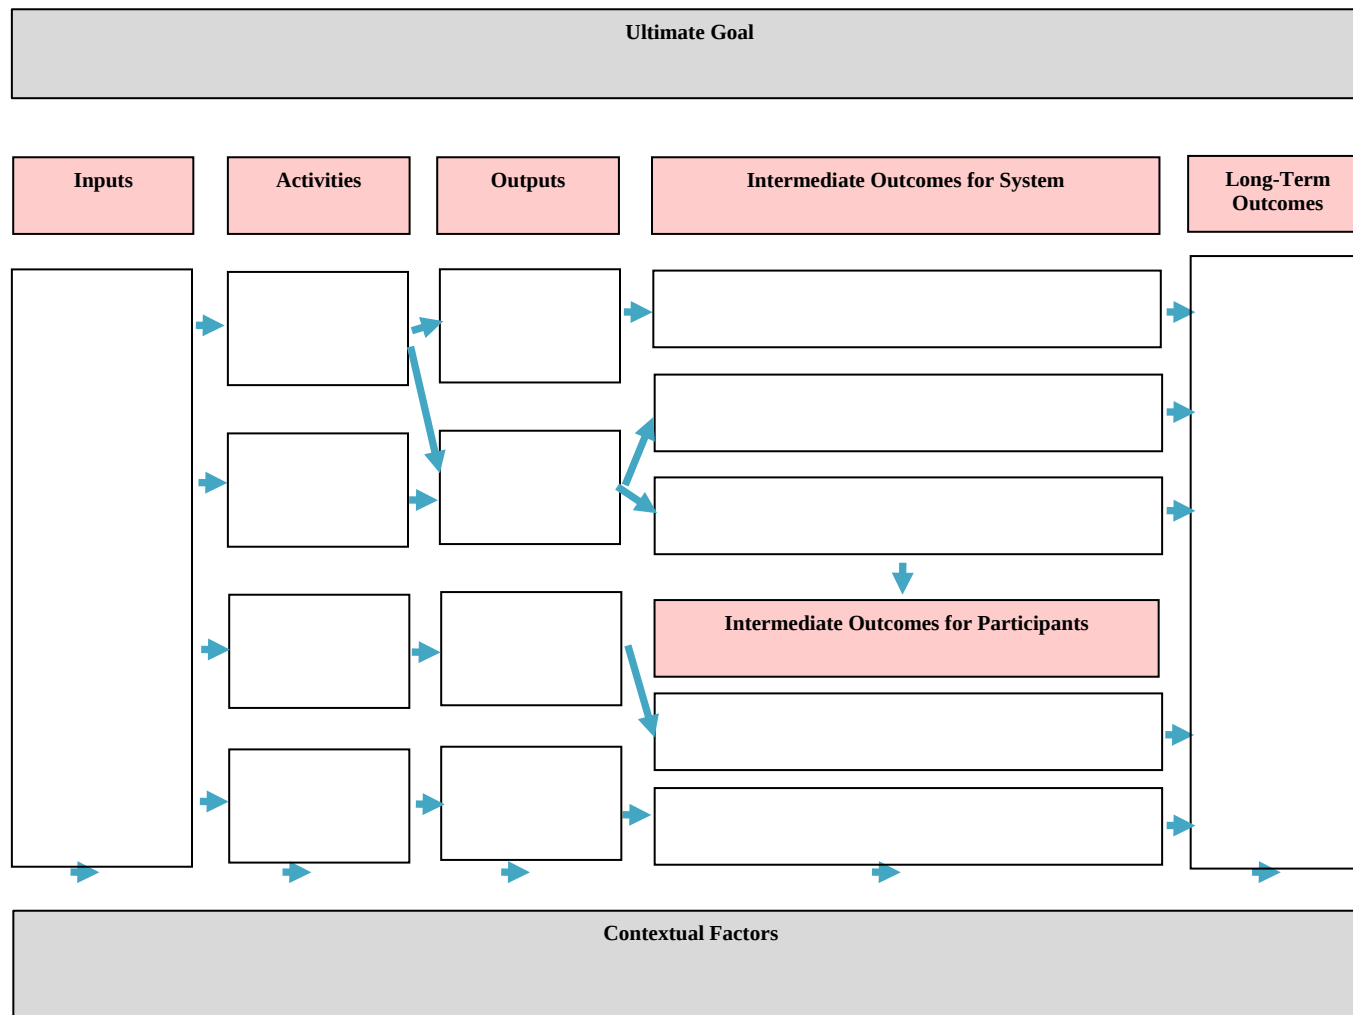 Ultimate Goal
Inputs
Activities
Outputs
Intermediate Outcomes for System
Long-Term
Outcomes
Intermediate Outcomes for Participants
Contextual Factors